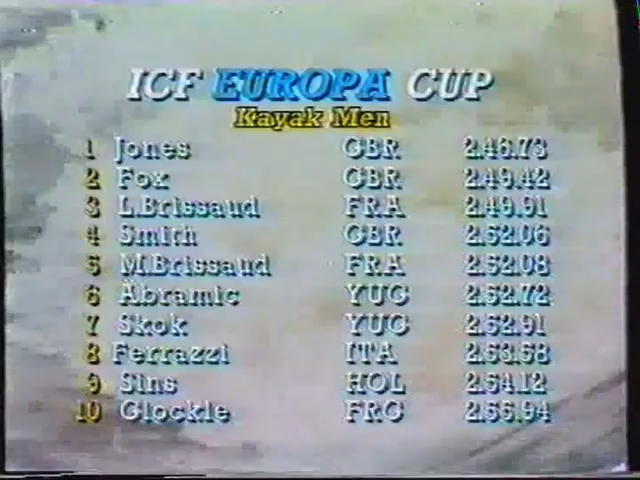 ICF EUROPA CUP
Kayak Men
1 Jones GBR 2.46.73
2 Fox GBR 2.49.42
3 L.Brissaud FRA 2.49.91
4 Smith GBR 2.52.06
5 M.Brissaud FRA 2.52.08
6 Abramic YUG 2.52.72
7 Skok YUG 2.52.91
8 Ferrazzi ITA 2.53.58
9 Sins HOL 2.54.12
10 Glockle FRG 2.55.94